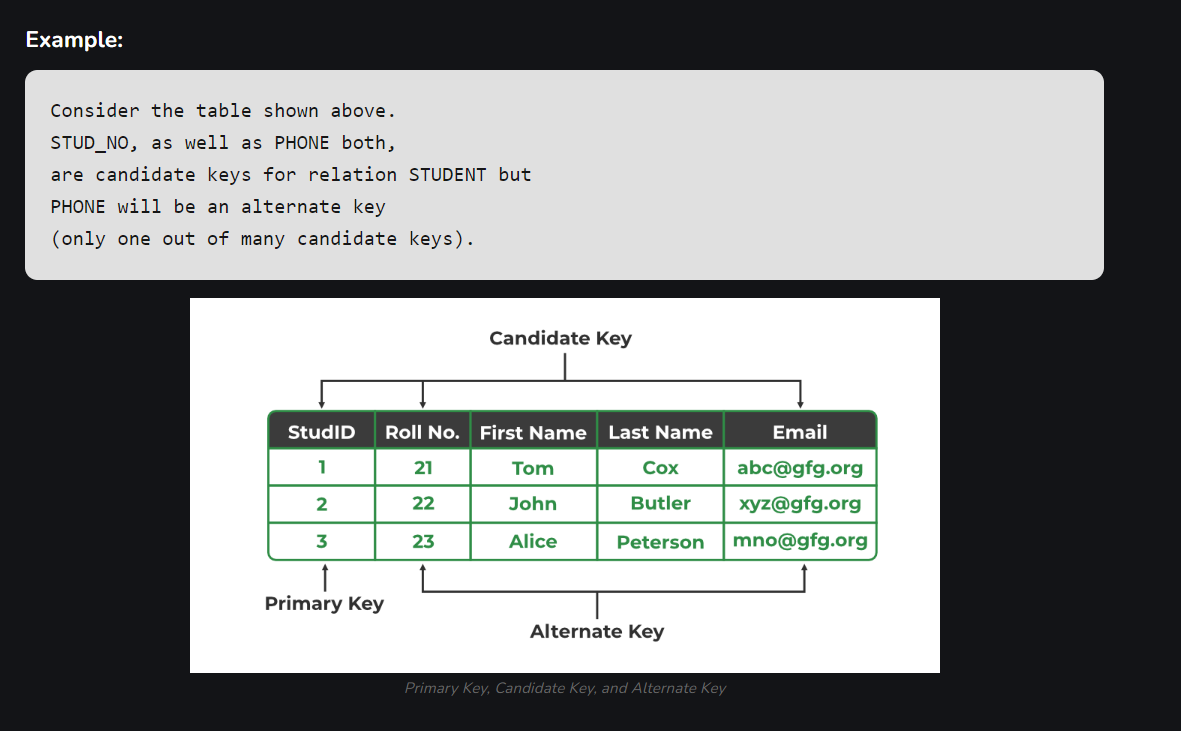 Example:
Consider the table shown above.
STUD_NO, as well as PHONE both,
are candidate keys for relation STUDENT but
PHONE will be an alternate key
(only one out of many candidate keys).
Candidate Key
StudID Roll No. First Name Last Name Email
1 21 Tom Cox abc@gfg.org
2 22 John Butler xyz@gfg.org
3 23 Alice Peterson mno@gfg.org
Primary Key
Alternate Key
Primary Key, Candidate Key, and Alternate Key